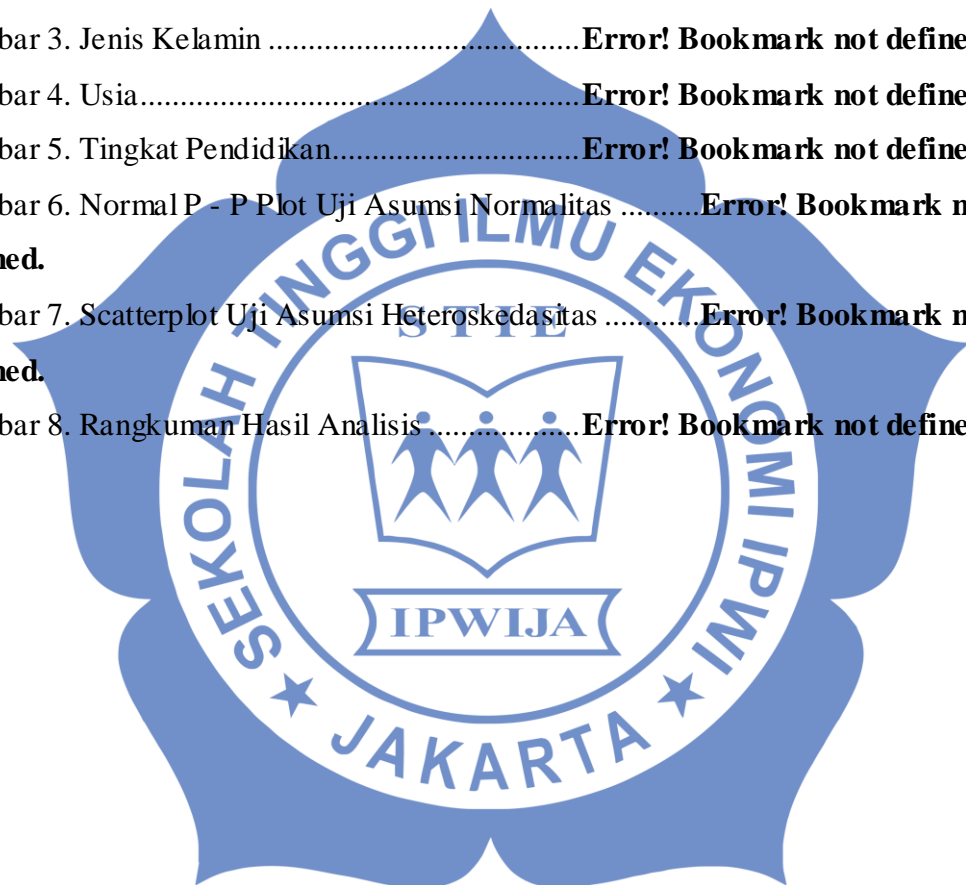 bar 3. Jenis Kelamin .......................................Error! Bookmark not define
bar 4. Usia.......................................................Error! Bookmark not define
bar 5. Tingkat Pendidikan...............................Error! Bookmark not define
bar 6. Normal P - P Plot Uji Asumsi Normalitas ..........Error! Bookmark n
ned.
bar 7. Scatterplot Uji Asumsi Heteroskedasitas ............Error! Bookmark n
ned.
bar 8. Rangkuman Hasil Analisis ...................Error! Bookmark not define
SEKOLAH TINGGI ILMU EKONOMI IPWI
STIE
IPWIJA
★ JAKARTA ★